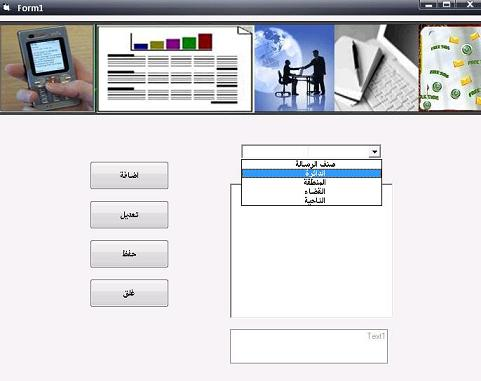 Form1
صنف الرسالة
الدائرة
المنطقة
القضاء
الناحية
اضافة
تعديل
حفظ
غلق
Text1